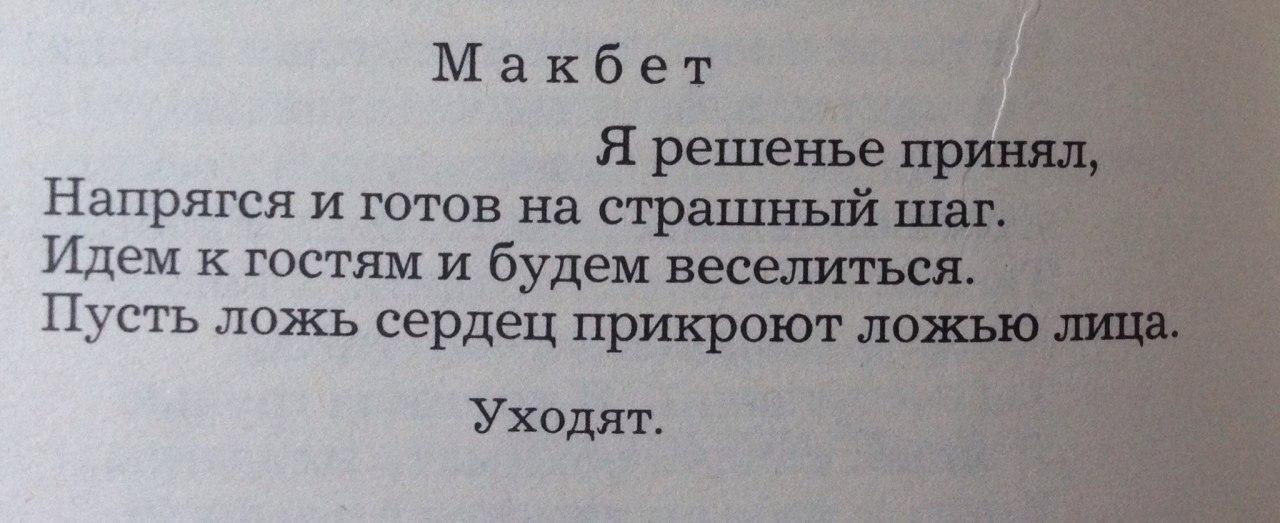 Макбет
Я решенье принял,
Напрягся и готов на страшный шаг.
Идем к гостям и будем веселиться.
Пусть ложь сердец прикроют ложью лица.
Уходят.